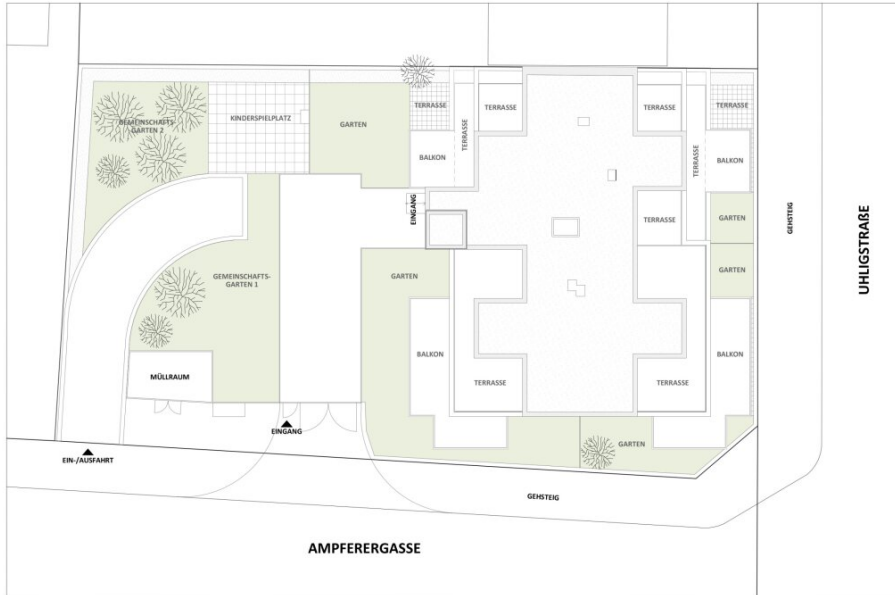 TERRASSE
TERRASSE
TERRASSE
TERRASSE
GEMEINSCHAFTS-
GARTEN 2
KINDERSPIELPLATZ
GARTEN
TERRASSE
TERRASSE
BALKON
BALKON
EINGANG
TERRASSE
GARTEN
GEHSTEIG
UHLIGSTRASSE
GEMEINSCHAFTS-
GARTEN 1
GARTEN
GARTEN
BALKON
BALKON
MÜLLRAUM
TERRASSE
TERRASSE
EINGANG
GARTEN
EIN-/AUSFAHRT
GEHSTEIG
AMPFERERGASSE